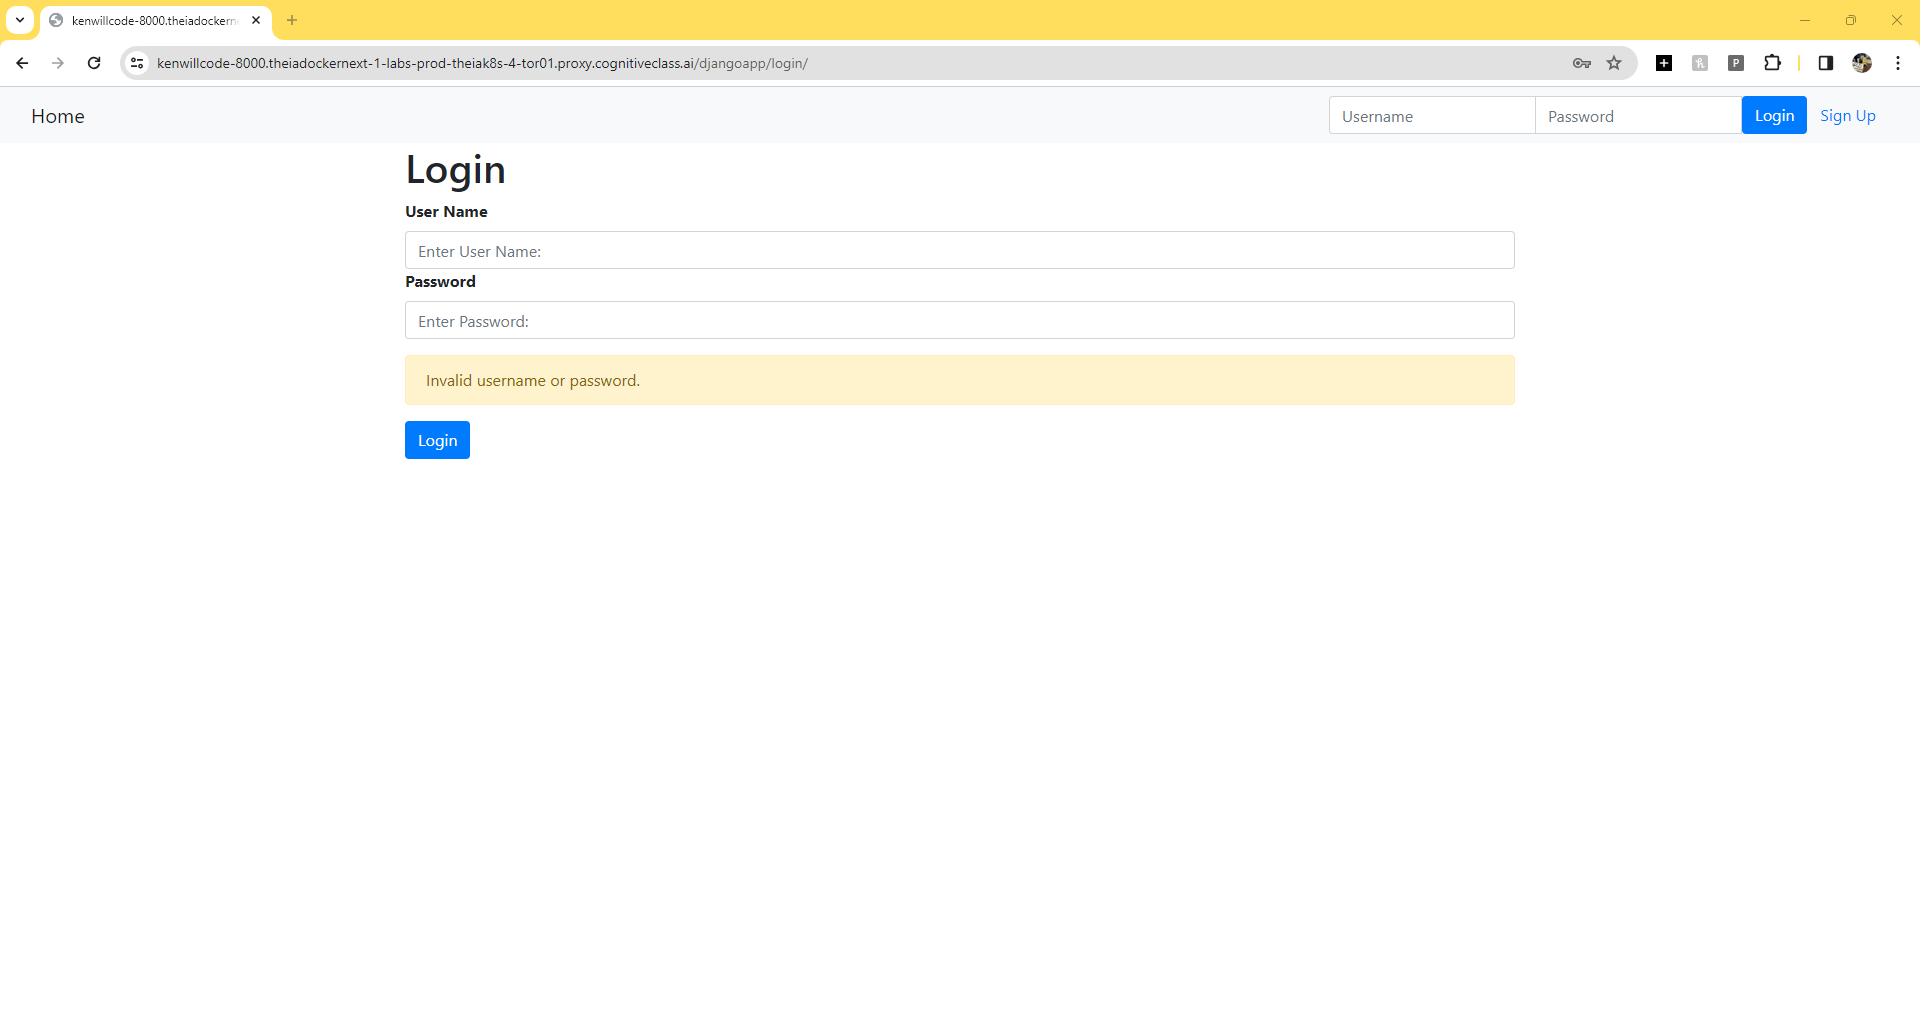 kenwillcode-8000.theiadockern
kenwillcode-8000.theiadockernext-1-labs-prod-theiak8s-4-tor01.proxy.cognitiveclass.ai/djangoapp/login/
P
Home
Username
Password
Login
Sign Up
Login
User Name
Enter User Name:
Password
Enter Password:
Invalid username or password.
Login